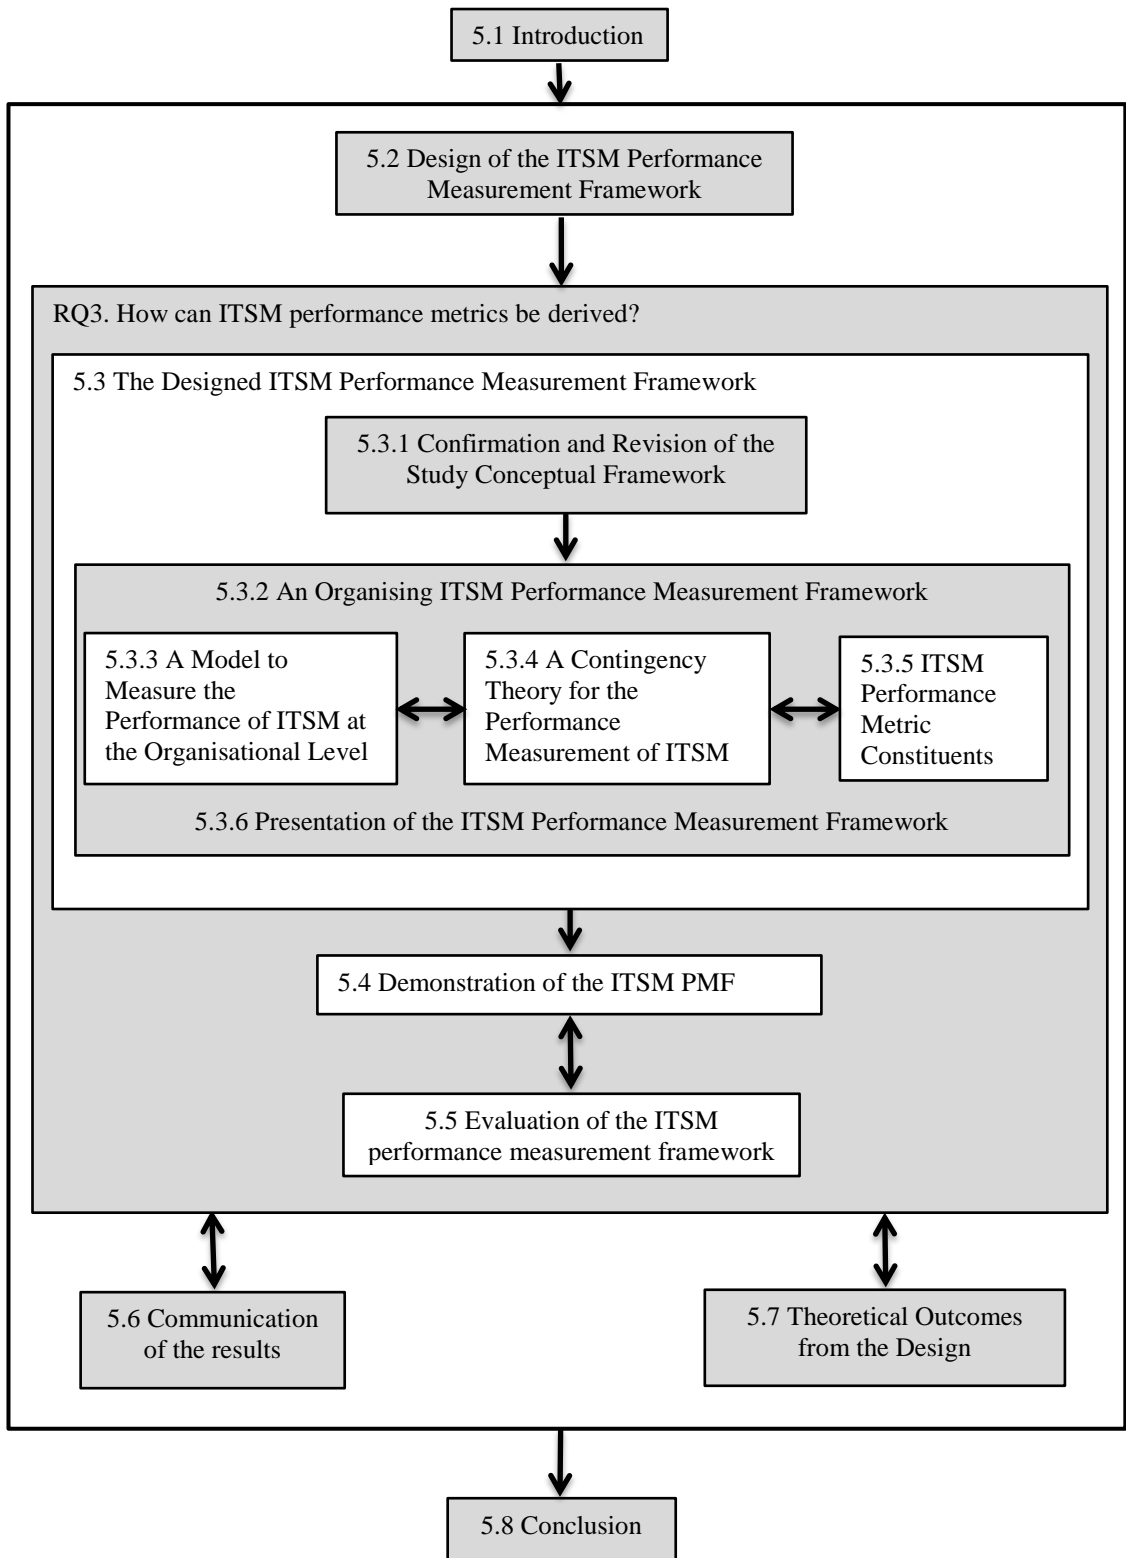 5.1 Introduction
5.2 Design of the ITSM Performance
Measurement Framework
RQ3. How can ITSM performance metrics be derived?
5.3 The Designed ITSM Performance Measurement Framework
5.3.1 Confirmation and Revision of the
Study Conceptual Framework
5.3.2 An Organising ITSM Performance Measurement Framework
5.3.3 A Model to
Measure the
Performance of ITSM at
the Organisational Level
5.3.4 A Contingency
Theory for the
Performance
Measurement of ITSM
5.3.5 ITSM
Performance
Metric
Constituents
5.3.6 Presentation of the ITSM Performance Measurement Framework
5.4 Demonstration of the ITSM PMF
5.5 Evaluation of the ITSM
performance measurement framework
5.6 Communication
of the results
5.7 Theoretical Outcomes
from the Design
5.8 Conclusion